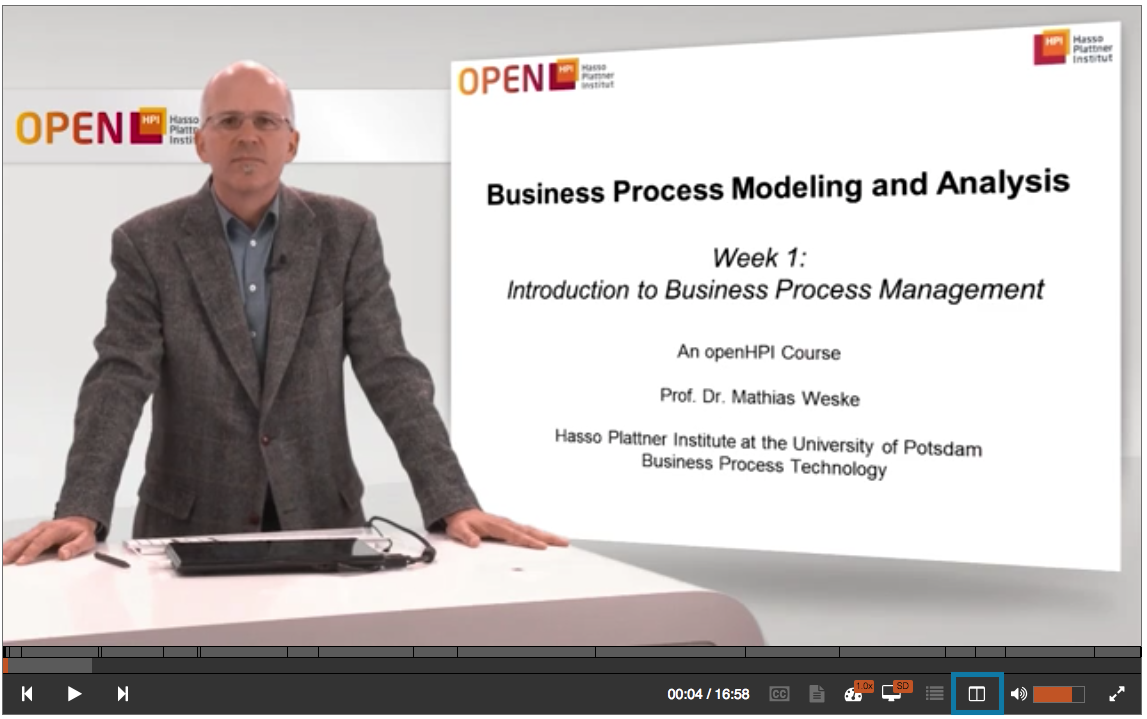 OPEN HPI Hasso
Plattner
Institut
HPI Hasso
Plattner
Institut
OPEN HPI Hasso
Business Process Modeling and Analysis
Week 1:
Introduction to Business Process Management
An openHPI Course
Prof. Dr. Mathias Weske
Hasso Plattner Institute at the University of Potsdam
Business Process Technology
00:04 / 16:58
CC
1.0x
SD